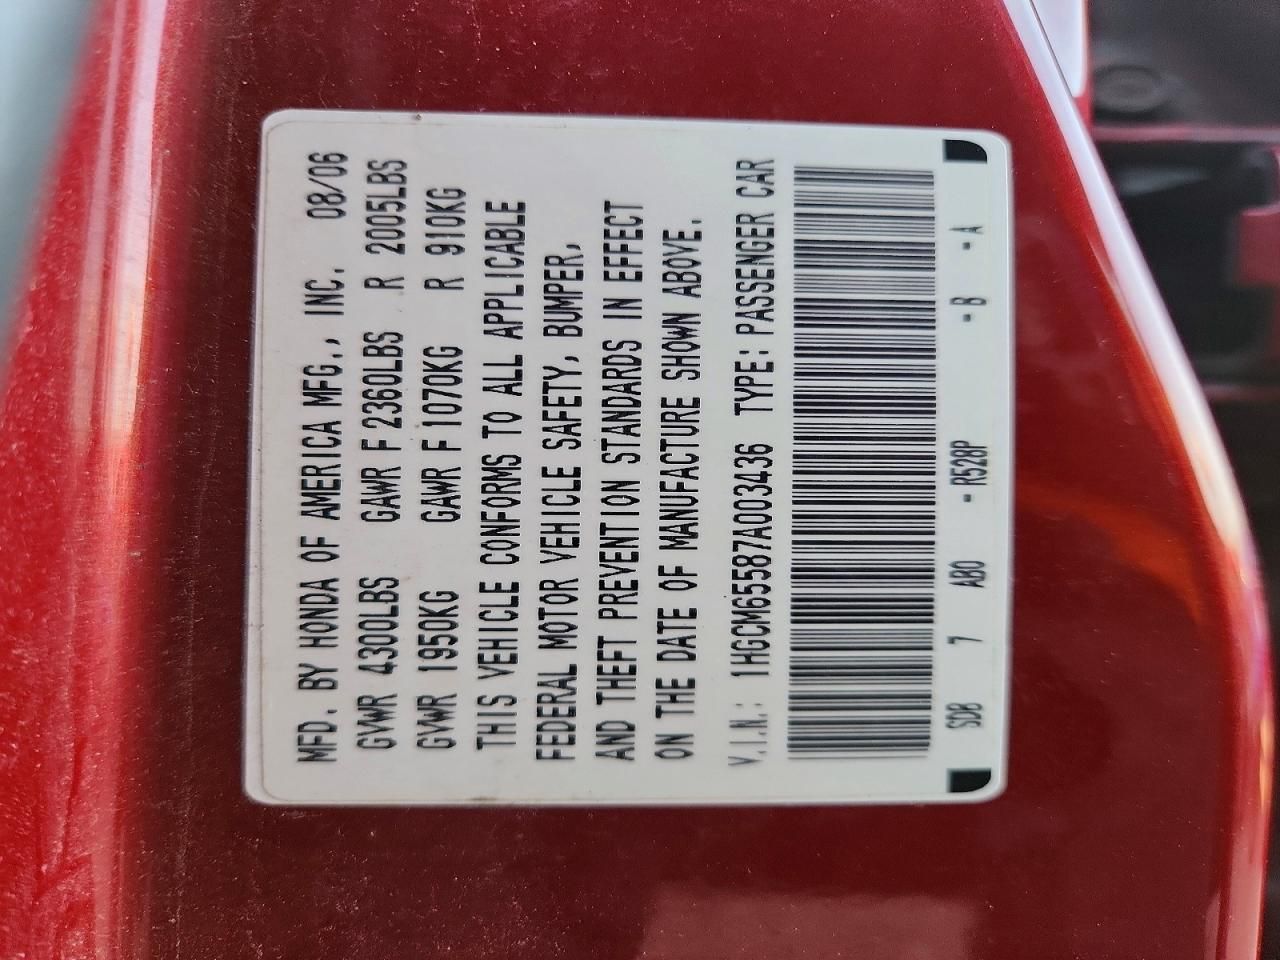 MFD. BY HONDA OF AMERICA MFG., INC. 08/06
GVWR 4300LBS GAWR F 2360LBS R 2005LBS
GVWR 1950KG GAWR F 1070KG R 910KG
THIS VEHICLE CONFORMS TO ALL APPLICABLE
FEDERAL MOTOR VEHICLE SAFETY, BUMPER,
AND THEFT PREVENTION STANDARDS IN EFFECT
ON THE DATE OF MANUFACTURE SHOWN ABOVE.
V.I.N.: 1HGCM65587A003436 TYPE: PASSENGER CAR
SDB 7 AB0 - R528P - B - A